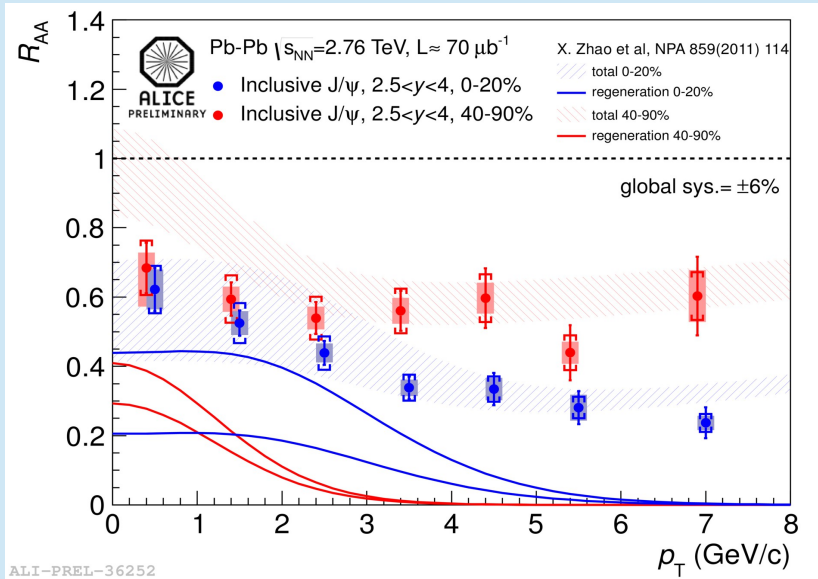 R_AA
1.4
1.2
1
0.8
0.6
0.4
0.2
0
ALICE
PRELIMINARY
Pb-Pb √s_NN=2.76 TeV, L≈ 70 μb⁻¹
Inclusive J/ψ, 2.5<y<4, 0-20%
Inclusive J/ψ, 2.5<y<4, 40-90%
X. Zhao et al, NPA 859(2011) 114
total 0-20%
regeneration 0-20%
total 40-90%
regeneration 40-90%
global sys.= ±6%
0 1 2 3 4 5 6 7 8
p_T (GeV/c)
ALI-PREL-36252